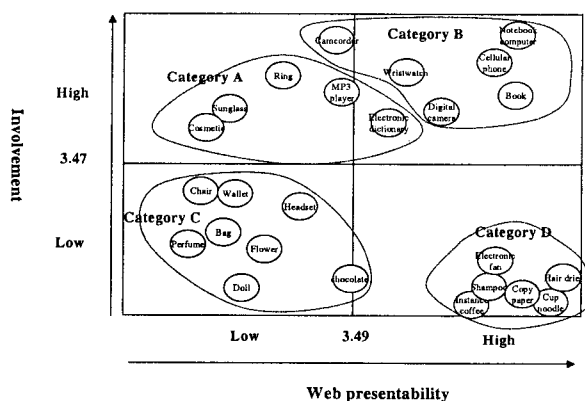 Notebook
computer
Camcorder
Category B
Cellular
phone
Category A
Ring
Wristwatch
MP3
player
Book
High
Sunglass
Digital
camera
Cosmetic
Electronic
dictionary
Involvement
3.47
Chair
Wallet
Headset
Category C
Bag
Category D
Low
Perfume
Flower
Electronic
fan
Doll
chocolate
Shampoo
Hair drier
Copy
paper
Instance
coffee
Cup
noodle
Low
3.49
High
Web presentability